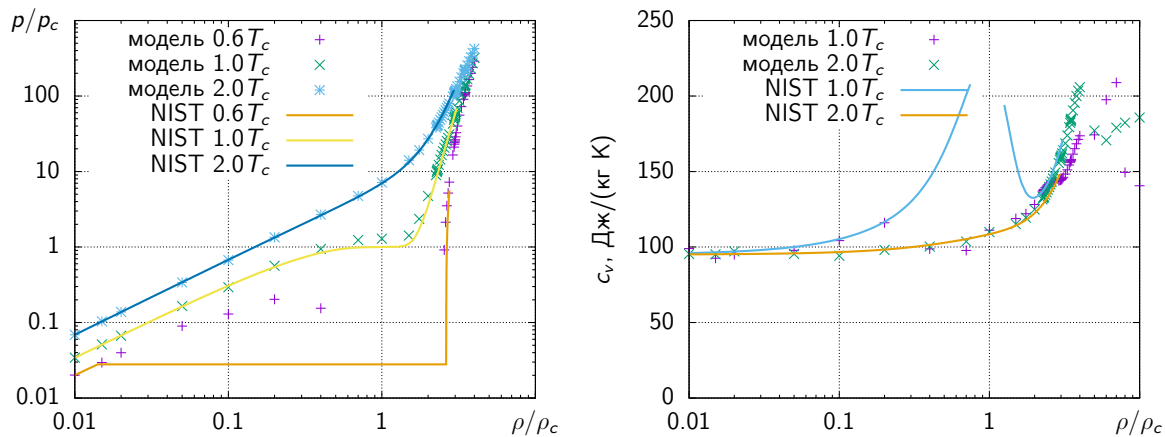 p/p_c
модель 0.6T_c
модель 1.0T_c
модель 2.0T_c
NIST 0.6T_c
NIST 1.0T_c
NIST 2.0T_c
100
10
1
0.1
0.01
0.01
0.1
1
ρ/ρ_c
c_v, Дж/(кг К)
модель 1.0T_c
модель 2.0T_c
NIST 1.0T_c
NIST 2.0T_c
250
200
150
100
50
0
0.01
0.1
1
ρ/ρ_c